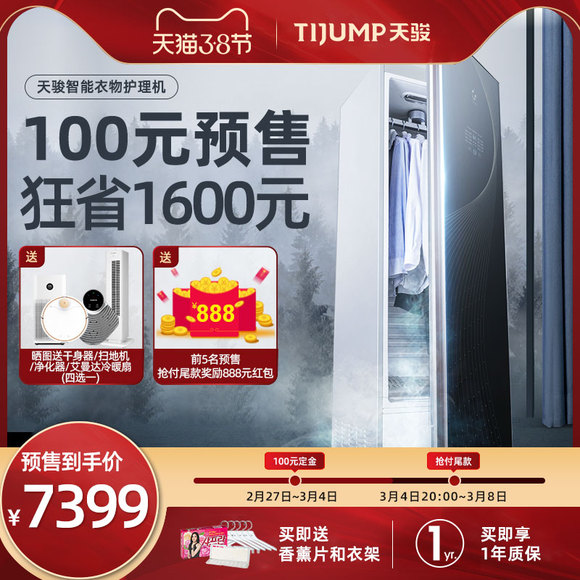 天猫3.8节
TIJUMP天骏
天骏智能衣物护理机
100元预售
狂省1600元
送
送
¥888
晒图送干身器/扫地机
/净化器/艾曼达冷暖扇
(四选一)
前5名预售
抢付尾款奖励888元红包
预售到手价
¥7399
100元定金
抢付尾款
2月27日~3月4日
3月4日20:00~3月8日
买即送
香薰片和衣架
1
yr.
买即享
1年质保